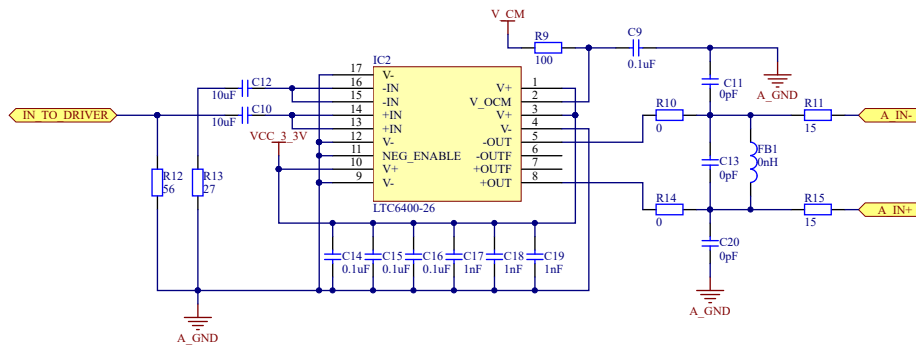 V_CM
R9
100
C9
0.1uF
IC2
17 V-
16 -IN
15 -IN
14 +IN
13 +IN
12 V-
11 NEG_ENABLE
10 V+
9 V-
V+ 1
V_OCM 2
V+ 3
V- 4
-OUT 5
-OUTF 6
+OUTF 7
+OUT 8
LTC6400-26
C12
10uF
C10
10uF
IN_TO_DRIVER
VCC_3_3V
R12
56
R13
27
A_GND
C14
0.1uF
C15
0.1uF
C16
0.1uF
C17
1nF
C18
1nF
C19
1nF
C11
0pF
A_GND
R10
0
R11
15
A_IN-
C13
0pF
FB1
0nH
R14
0
R15
15
A_IN+
C20
0pF
A_GND